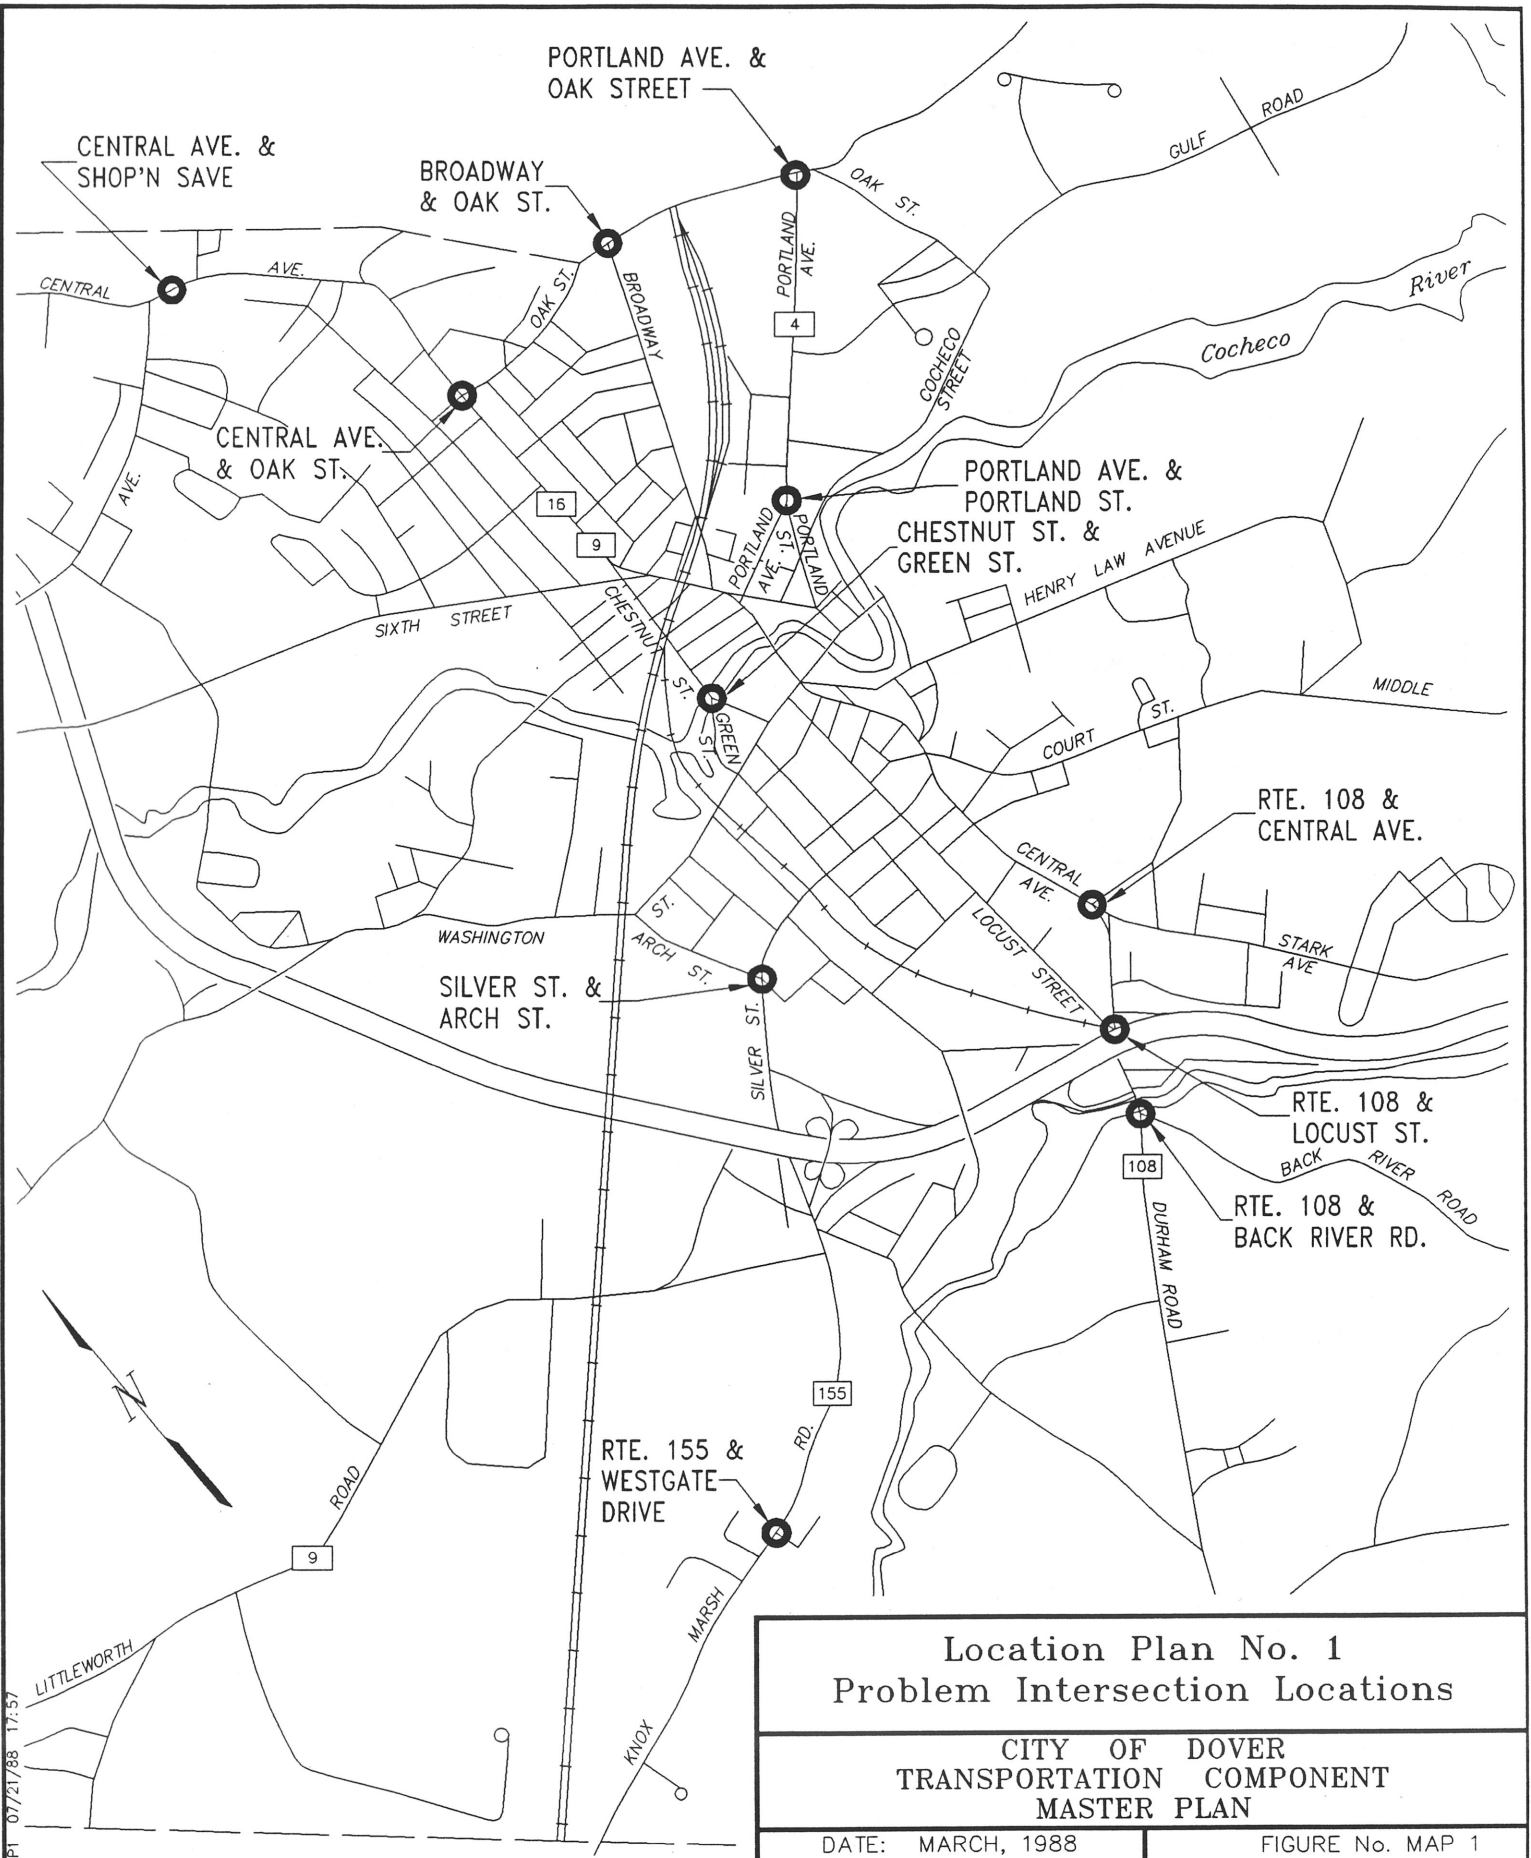 PORTLAND AVE. &
OAK STREET
CENTRAL AVE. &
SHOP'N SAVE
BROADWAY
& OAK ST.
OAK ST.
GULF ROAD
CENTRAL AVE.
OAK ST.
BROADWAY
PORTLAND
AVE.
4
River
Cocheco
COCHECO
STREET
CENTRAL AVE.
& OAK ST.
AVE.
16
9
PORTLAND AVE. &
PORTLAND ST.
CHESTNUT ST. &
GREEN ST.
PORTLAND
AVE.
PORTLAND
ST.
HENRY LAW AVENUE
SIXTH STREET
CHESTNUT
ST.
GREEN
ST.
MIDDLE
COURT ST.
RTE. 108 &
CENTRAL AVE.
CENTRAL
AVE.
ST.
WASHINGTON
ARCH ST.
LOCUST STREET
STARK
AVE
SILVER ST. &
ARCH ST.
SILVER ST.
RTE. 108 &
LOCUST ST.
BACK RIVER ROAD
108
RTE. 108 &
BACK RIVER RD.
DURHAM ROAD
N
155
RD.
RTE. 155 &
WESTGATE
DRIVE
ROAD
9
MARSH
LITTLEWORTH
KNOX
P1 07/21/88 17:57
Location Plan No. 1
Problem Intersection Locations
CITY OF DOVER
TRANSPORTATION COMPONENT
MASTER PLAN
DATE: MARCH, 1988
FIGURE No. MAP 1